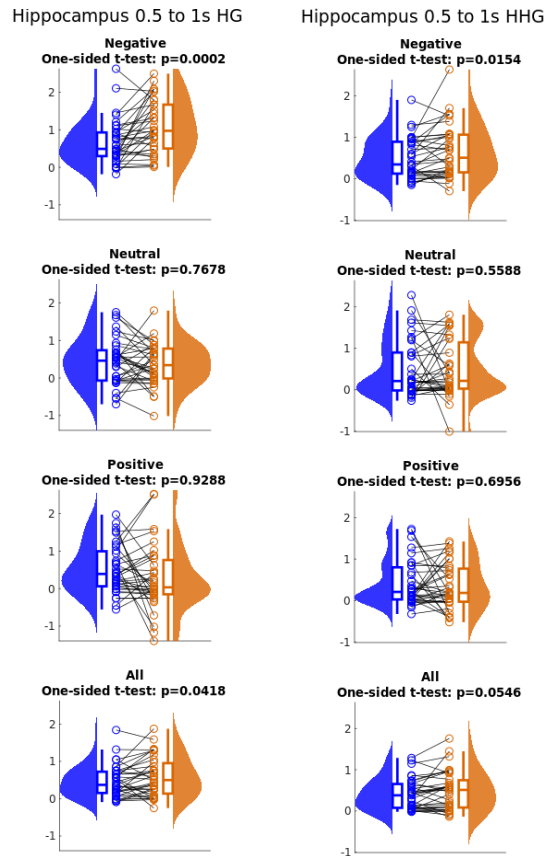 Hippocampus 0.5 to 1s HG
Negative
One-sided t-test: p=0.0002
2
1
0
-1
Neutral
One-sided t-test: p=0.7678
2
1
0
-1
Positive
One-sided t-test: p=0.9288
2
1
0
-1
All
One-sided t-test: p=0.0418
2
1
0
-1
Hippocampus 0.5 to 1s HHG
Negative
One-sided t-test: p=0.0154
2
1
0
-1
Neutral
One-sided t-test: p=0.5588
2
1
0
-1
Positive
One-sided t-test: p=0.6956
2
1
0
-1
All
One-sided t-test: p=0.0546
2
1
0
-1